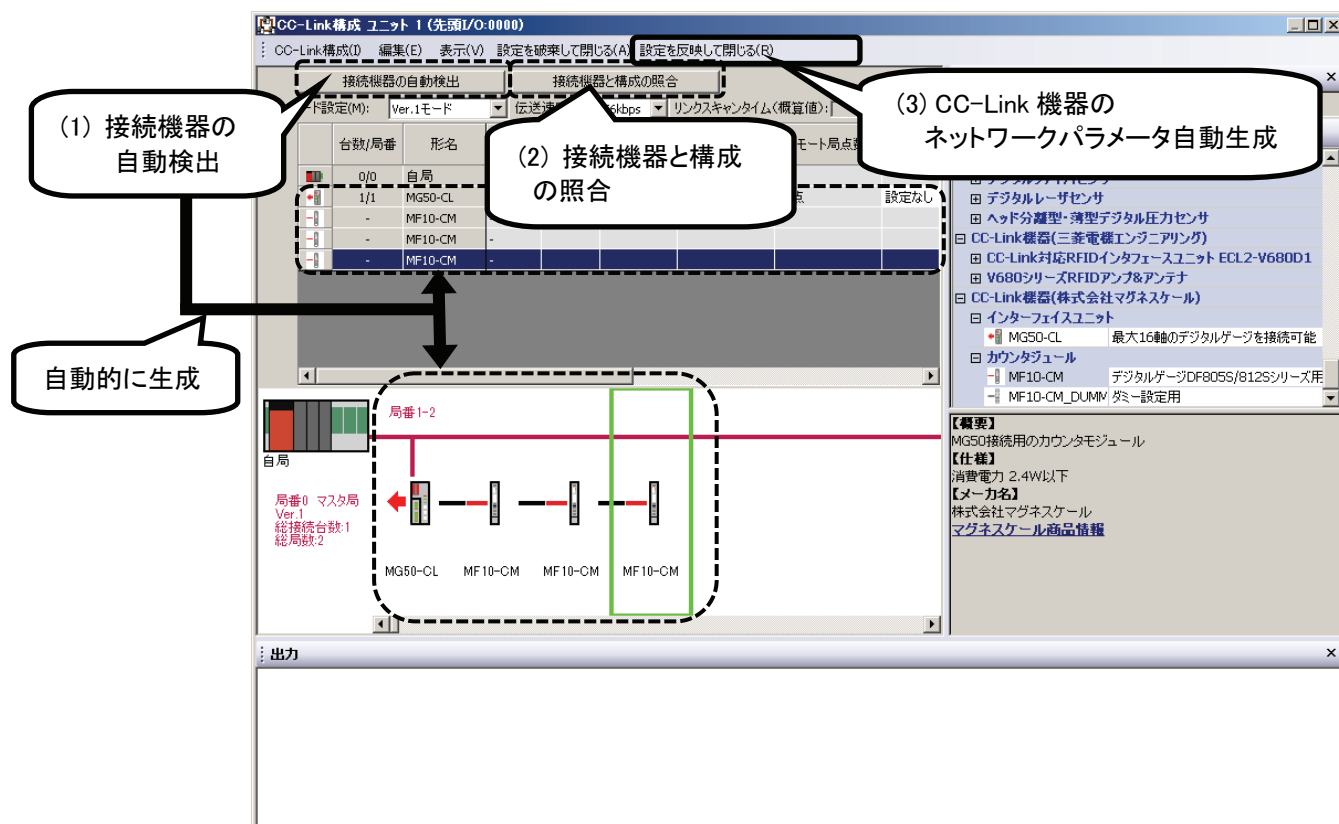 CC-Link構成 ユニット 1 (先頭I/O:0000)
CC-Link構成(I) 編集(E) 表示(V) 設定を破棄して閉じる(A) 設定を反映して閉じる(R)
接続機器の自動検出 接続機器と構成の照合
(1) 接続機器の
自動検出
(2) 接続機器と構成
の照合
(3) CC-Link 機器の
ネットワークパラメータ自動生成
ード設定(M): Ver.1モード 伝送速 kbps リンクスキャンタイム(概算値):
台数/局番 形名 モート局点数
0/0 自局
1/1 MG50-CL 点 設定なし
- MF10-CM
- MF10-CM -
- MF10-CM -
自動的に生成
デジタルレーザセンサ
ヘッド分離型・薄型デジタル圧力センサ
CC-Link機器(三菱電機エンジニアリング)
CC-Link対応RFIDインタフェースユニット ECL2-V680D1
V680シリーズRFIDアンプ&アンテナ
CC-Link機器(株式会社マグネスケール)
インターフェイスユニット
MG50-CL 最大16軸のデジタルゲージを接続可能
カウンタジュール
MF10-CM デジタルゲージDF805S/812Sシリーズ用
MF10-CM_DUMM ダミー設定用
【概要】
MG50接続用のカウンタモジュール
【仕様】
消費電力 2.4W以下
【メーカ名】
株式会社マグネスケール
マグネスケール商品情報
局番1-2
自局
局番0 マスタ局
Ver.1
総接続台数:1
総局数:2
MG50-CL MF10-CM MF10-CM MF10-CM
出力